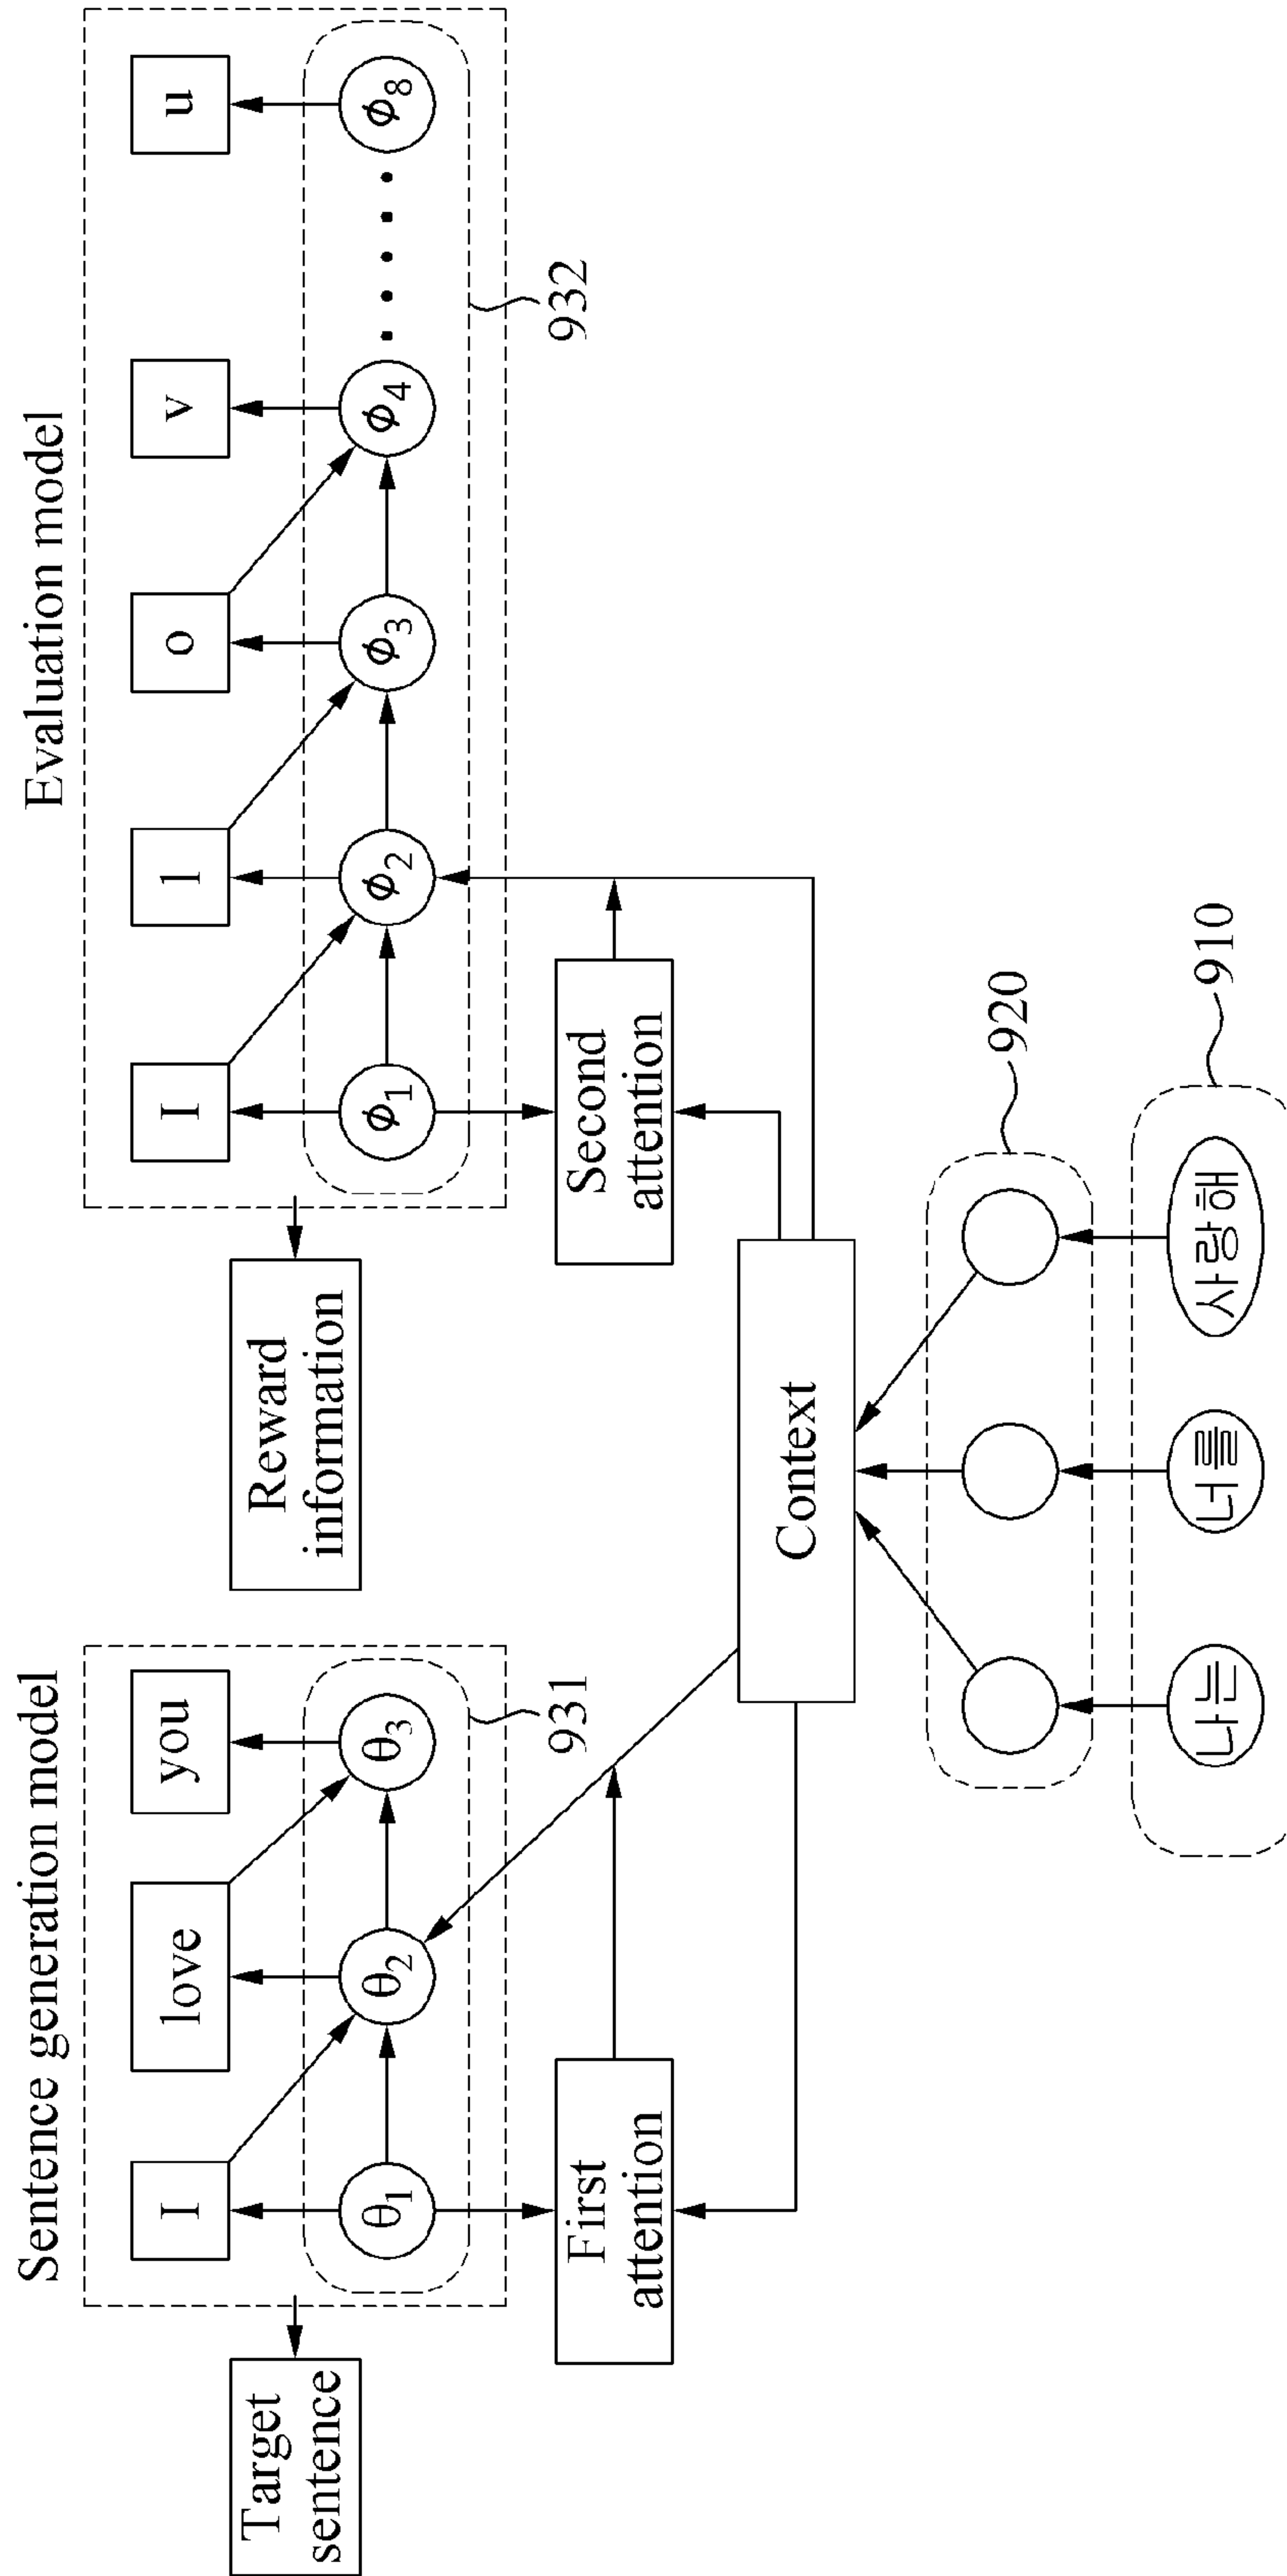 Sentence generation model
Evaluation model
I
love
you
I
l
o
v
u
Target
sentence
Reward
information
θ₁
θ₂
θ₃
ϕ₁
ϕ₂
ϕ₃
ϕ₄
ϕ₈
931
932
First
attention
Second
attention
Context
920
910
나는
너를
사랑해